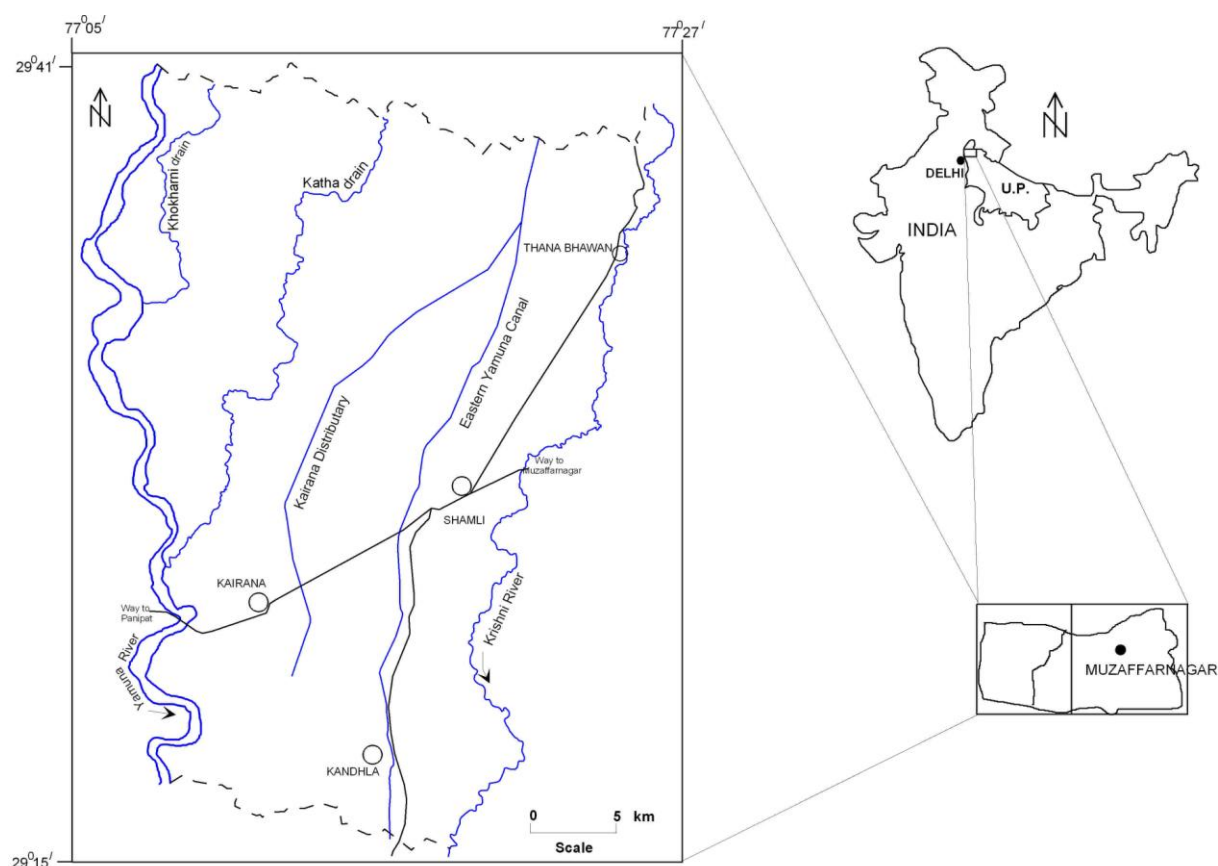 77°05/
77°27/
29°41/
N
Khokharni drain
Katha drain
THANA BHAWAN
Kairana Distributary
Eastern Yamuna Canal
Way to
Muzaffarnagar
SHAMLI
KAIRANA
Way to
Panipat
Krishni River
Yamuna River
KANDHLA
0 5 km
Scale
29°15/
N
DELHI
U.P.
INDIA
MUZAFFARNAGAR